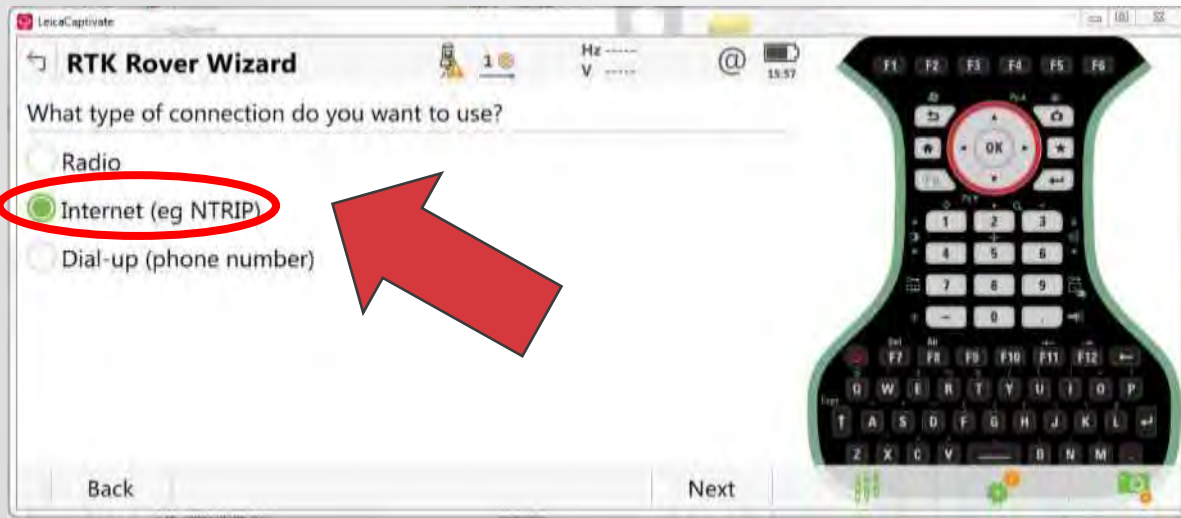 LeicaCaptivate
RTK Rover Wizard
1
Hz -----
V -----
@
15:57
What type of connection do you want to use?
Radio
Internet (eg NTRIP)
Dial-up (phone number)
Back
Next
F1 F2 F3 F4 F5 F6
OK
1 2 3
4 5 6
7 8 9
- 0 .
F7 F8 F9 F10 F11 F12
Q W E R T Y U I O P
A S D F G H J K L
Z X C V B N M .